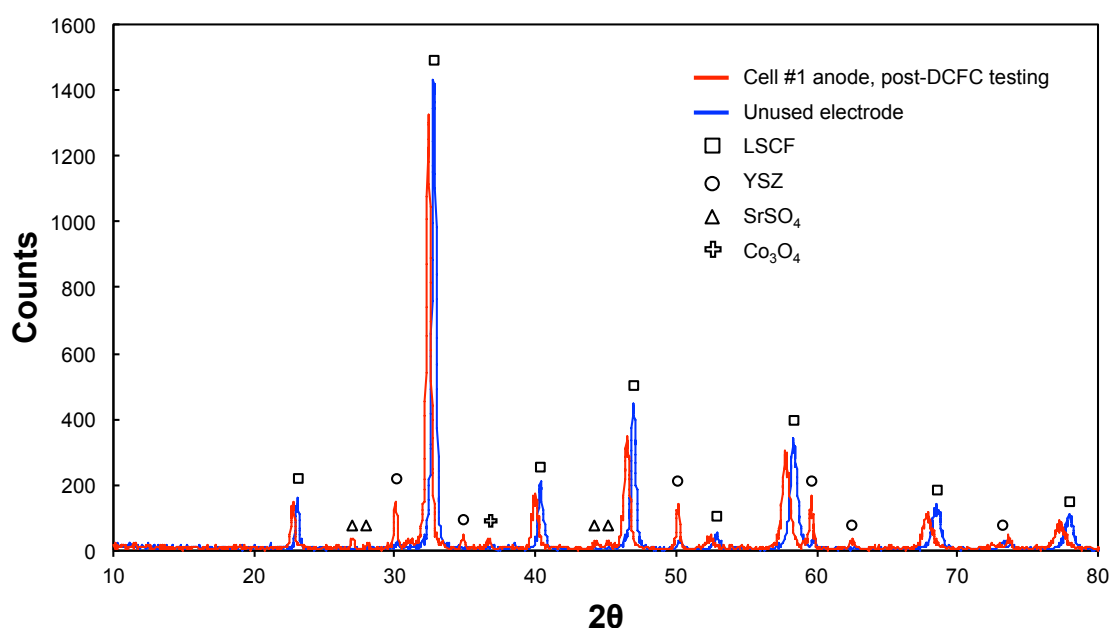 1600
1400
1200
1000
800
600
400
200
0
Counts
Cell #1 anode, post-DCFC testing
Unused electrode
LSCF
YSZ
SrSO₄
Co₃O₄
10 20 30 40 50 60 70 80
2θ